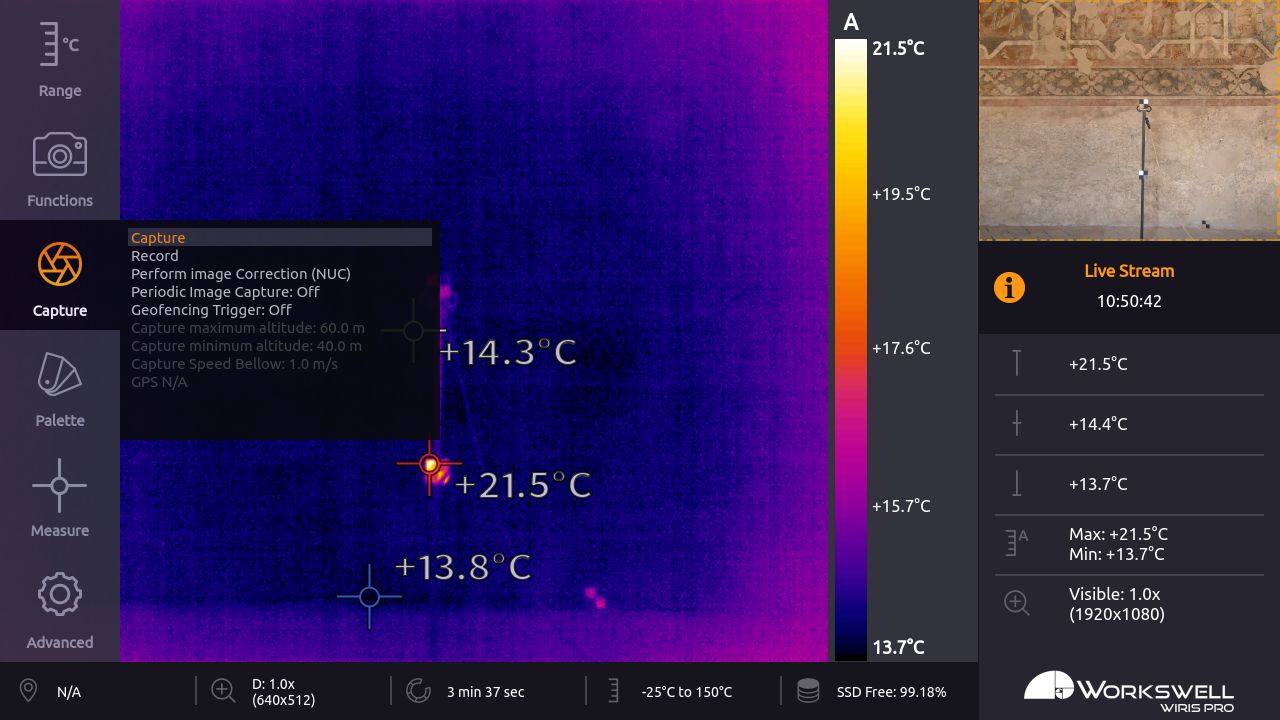 °C
Range
Functions
Capture
Palette
Measure
Advanced
Capture
Record
Perform image Correction (NUC)
Periodic Image Capture: Off
Geofencing Trigger: Off
Capture maximum altitude: 60.0 m
Capture minimum altitude: 40.0 m
Capture Speed Bellow: 1.0 m/s
GPS N/A
+14.3°C
+21.5°C
+13.8°C
A
21.5°C
+19.5°C
+17.6°C
+15.7°C
13.7°C
Live Stream
10:50:42
+21.5°C
+14.4°C
+13.7°C
A
Max: +21.5°C
Min: +13.7°C
Visible: 1.0x
(1920x1080)
N/A
D: 1.0x
(640x512)
3 min 37 sec
-25°C to 150°C
SSD Free: 99.18%
WORKSWELL
WIRIS PRO